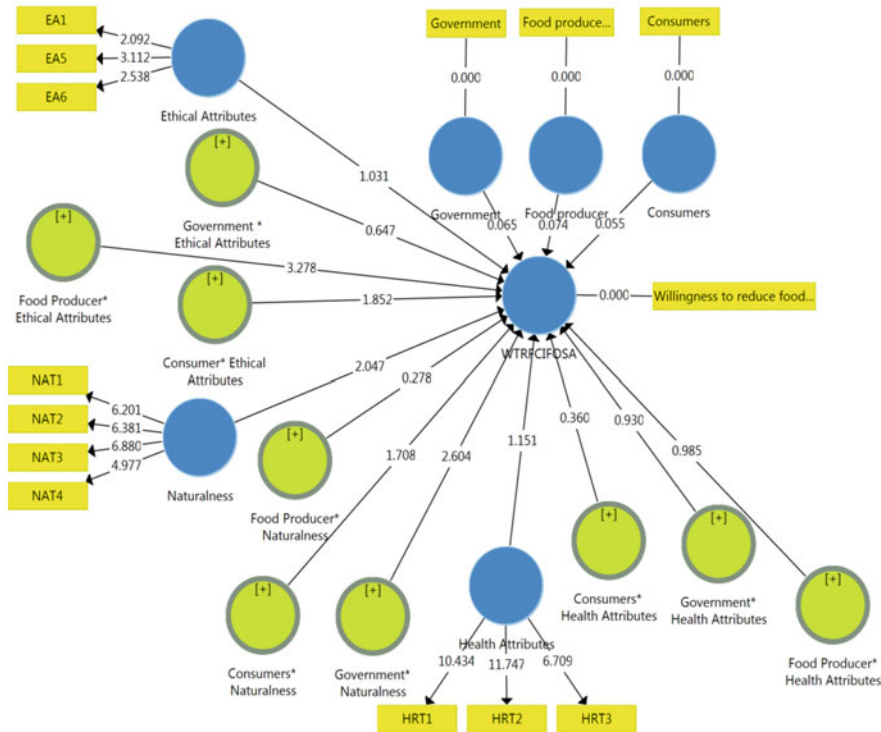 EA1
EA5
EA6
2.092
3.112
2.538
Ethical Attributes
Government
Food produce...
Consumers
0.000
0.000
0.000
Government
Food producer
Consumers
0.065
0.074
0.055
1.031
[+]
Government *
Ethical Attributes
0.647
[+]
Food Producer*
Ethical Attributes
3.278
[+]
Consumer* Ethical
Attributes
1.852
WTRFCIFOSA
0.000
Willingness to reduce food...
NAT1
NAT2
NAT3
NAT4
6.201
6.381
6.880
4.977
Naturalness
2.047
0.278
[+]
Food Producer*
Naturalness
1.708
[+]
Consumers*
Naturalness
2.604
[+]
Government*
Naturalness
1.151
Health Attributes
10.434
11.747
6.709
HRT1
HRT2
HRT3
0.360
[+]
Consumers*
Health Attributes
0.930
[+]
Government*
Health Attributes
0.985
[+]
Food Producer*
Health Attributes